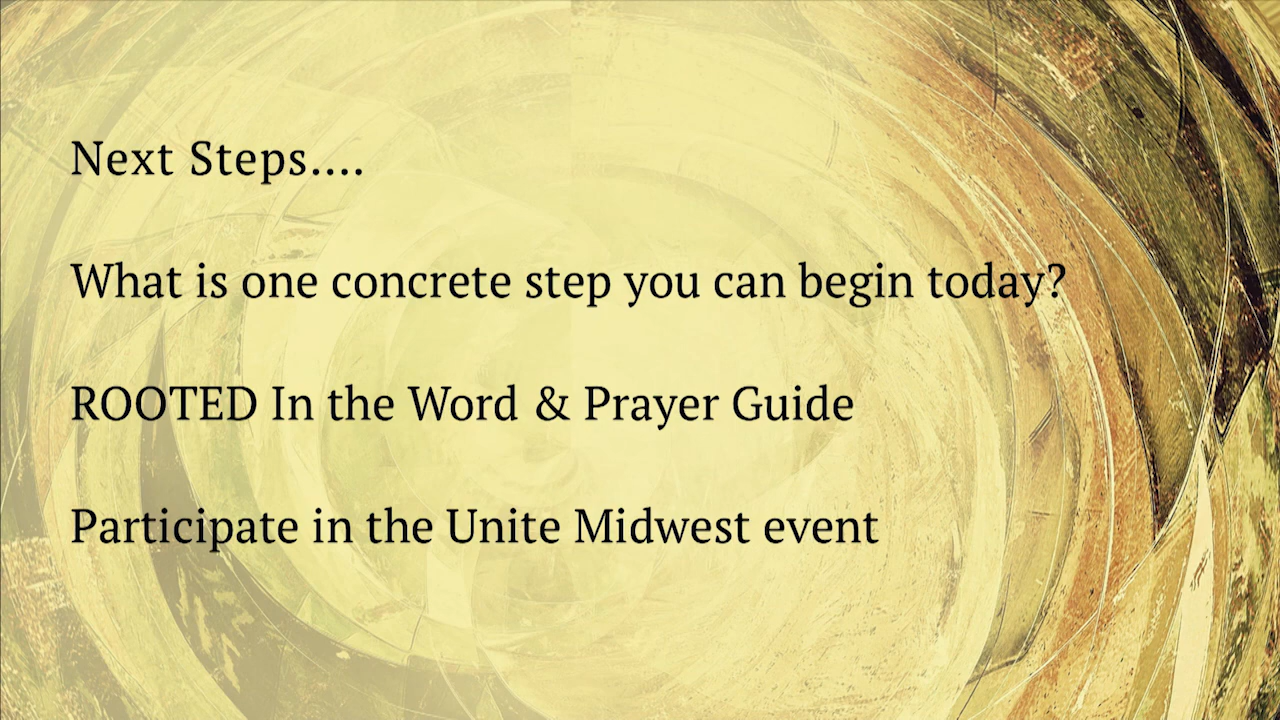 Next Steps....
What is one concrete step you can begin today?
ROOTED In the Word & Prayer Guide
Participate in the Unite Midwest event